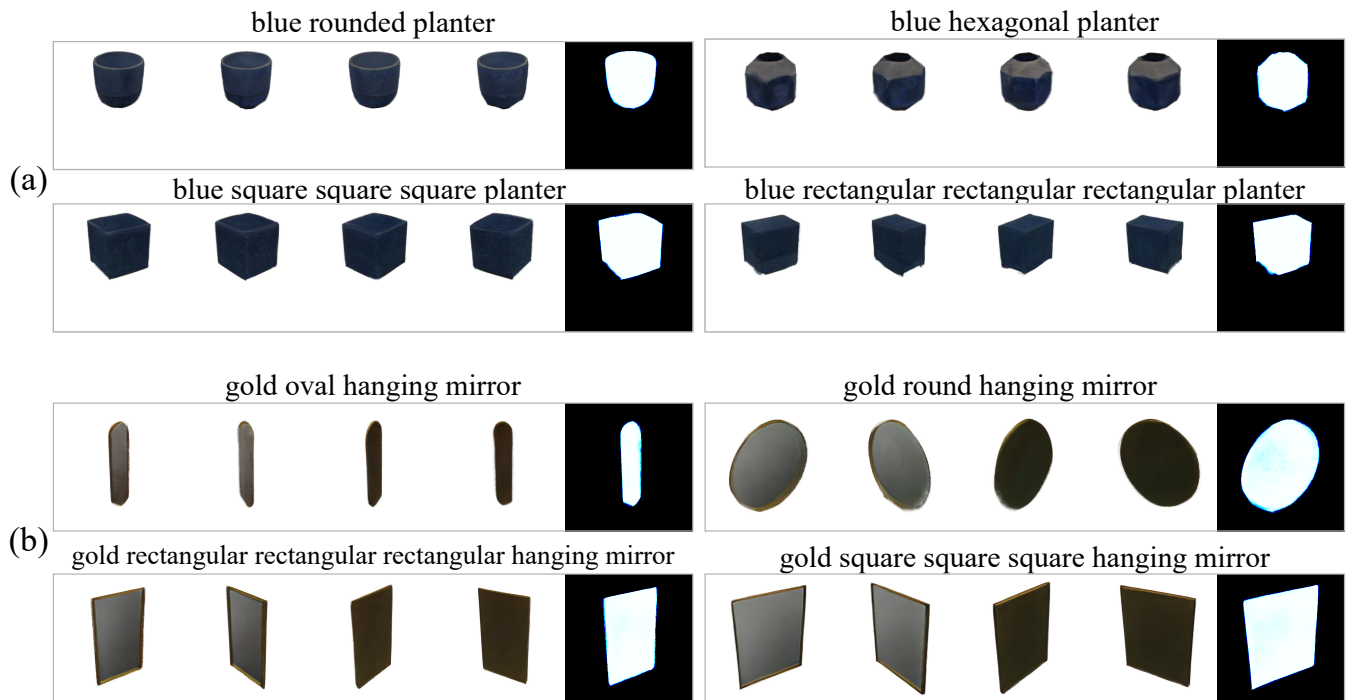 blue rounded planter
blue hexagonal planter
(a)
blue square square square planter
blue rectangular rectangular rectangular planter
gold oval hanging mirror
gold round hanging mirror
(b)
gold rectangular rectangular rectangular hanging mirror
gold square square square hanging mirror